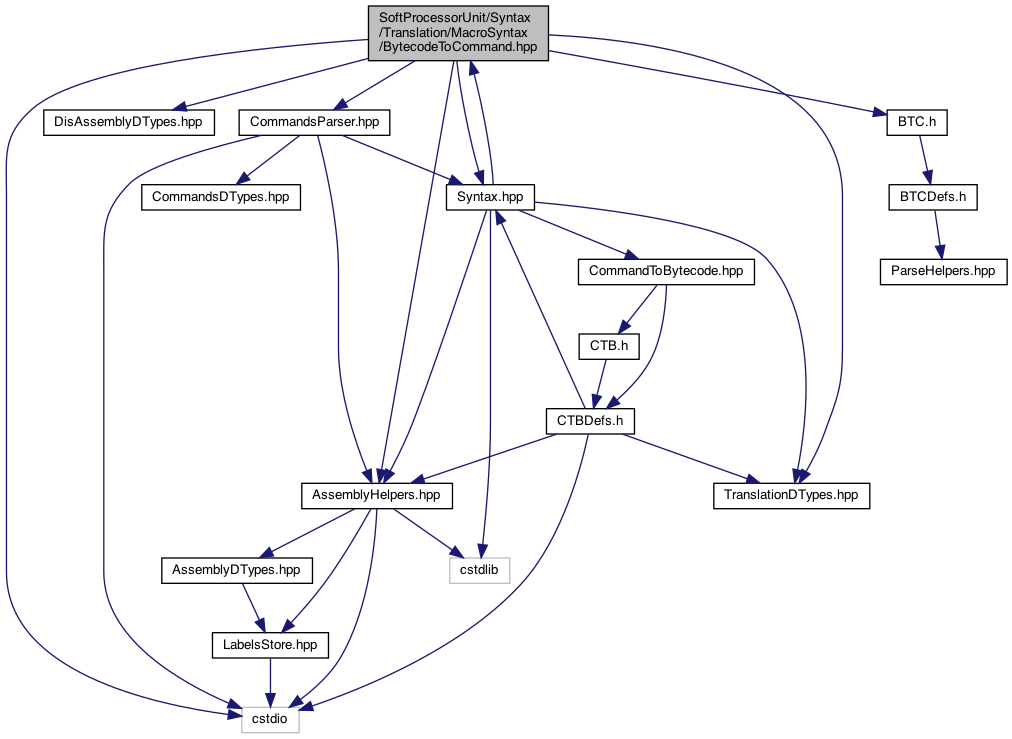 SoftProcessorUnit/Syntax
/Translation/MacroSyntax
/BytecodeToCommand.hpp
DisAssemblyDTypes.hpp
CommandsParser.hpp
BTC.h
CommandsDTypes.hpp
Syntax.hpp
BTCDefs.h
CommandToBytecode.hpp
ParseHelpers.hpp
CTB.h
CTBDefs.h
AssemblyHelpers.hpp
TranslationDTypes.hpp
AssemblyDTypes.hpp
cstdlib
LabelsStore.hpp
cstdio